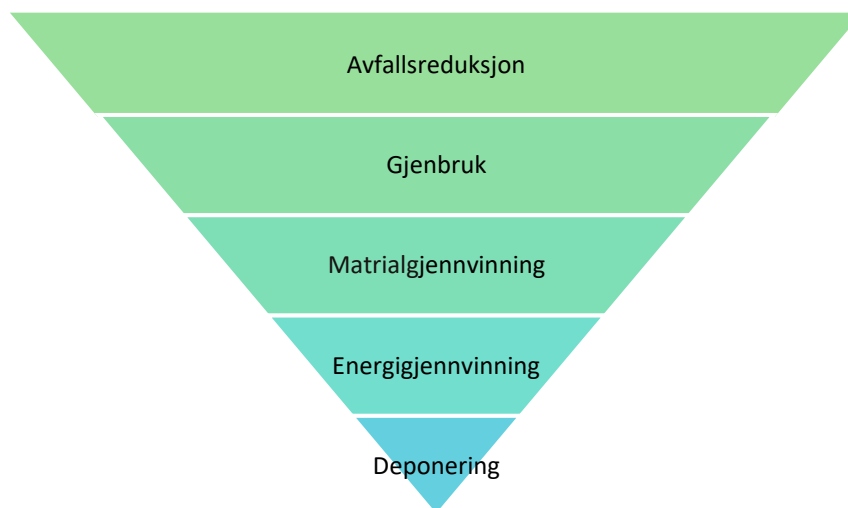 Avfallsreduksjon
Gjenbruk
Matrialgjennvinning
Energigjennvinning
Deponering